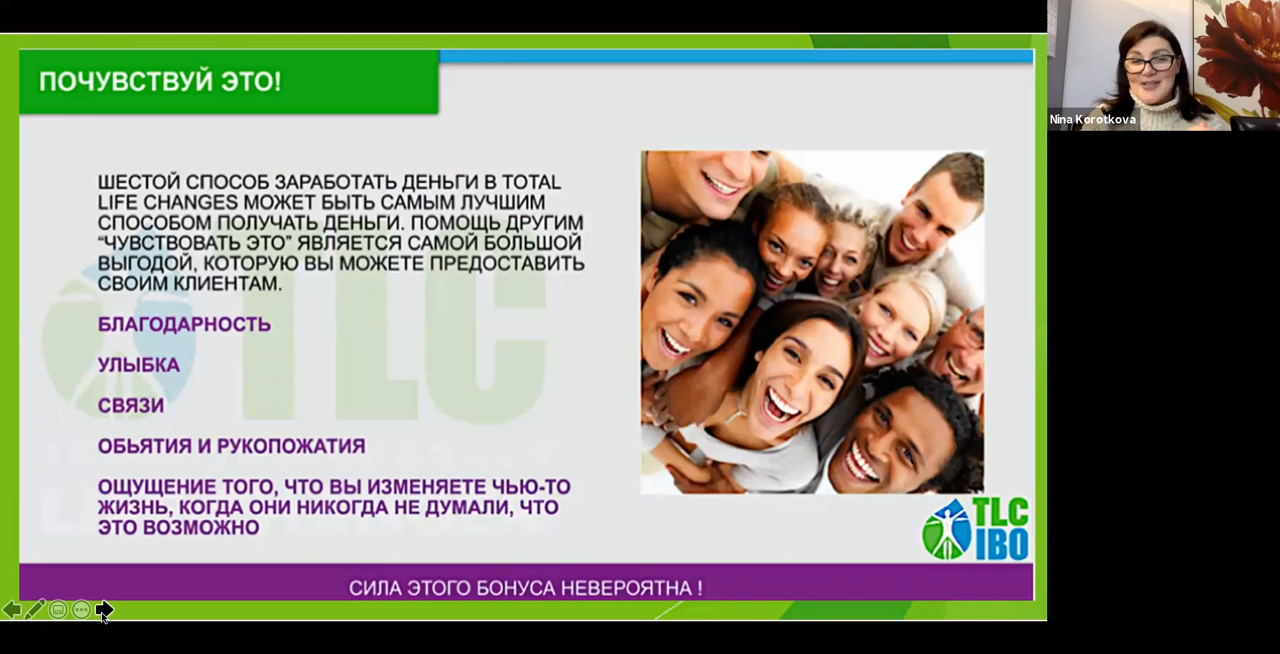 ПОЧУВСТВУЙ ЭТО!
ШЕСТОЙ СПОСОБ ЗАРАБОТАТЬ ДЕНЬГИ В TOTAL
LIFE CHANGES МОЖЕТ БЫТЬ САМЫМ ЛУЧШИМ
СПОСОБОМ ПОЛУЧАТЬ ДЕНЬГИ. ПОМОЩЬ ДРУГИМ
“ЧУВСТВОВАТЬ ЭТО” ЯВЛЯЕТСЯ САМОЙ БОЛЬШОЙ
ВЫГОДОЙ, КОТОРУЮ ВЫ МОЖЕТЕ ПРЕДОСТАВИТЬ
СВОИМ КЛИЕНТАМ.
БЛАГОДАРНОСТЬ
УЛЫБКА
СВЯЗИ
ОБЬЯТИЯ И РУКОПОЖАТИЯ
ОЩУЩЕНИЕ ТОГО, ЧТО ВЫ ИЗМЕНЯЕТЕ ЧЬЮ-ТО
ЖИЗНЬ, КОГДА ОНИ НИКОГДА НЕ ДУМАЛИ, ЧТО
ЭТО ВОЗМОЖНО
TLC
TLC
IBO
СИЛА ЭТОГО БОНУСА НЕВЕРОЯТНА !
Nina Korotkova